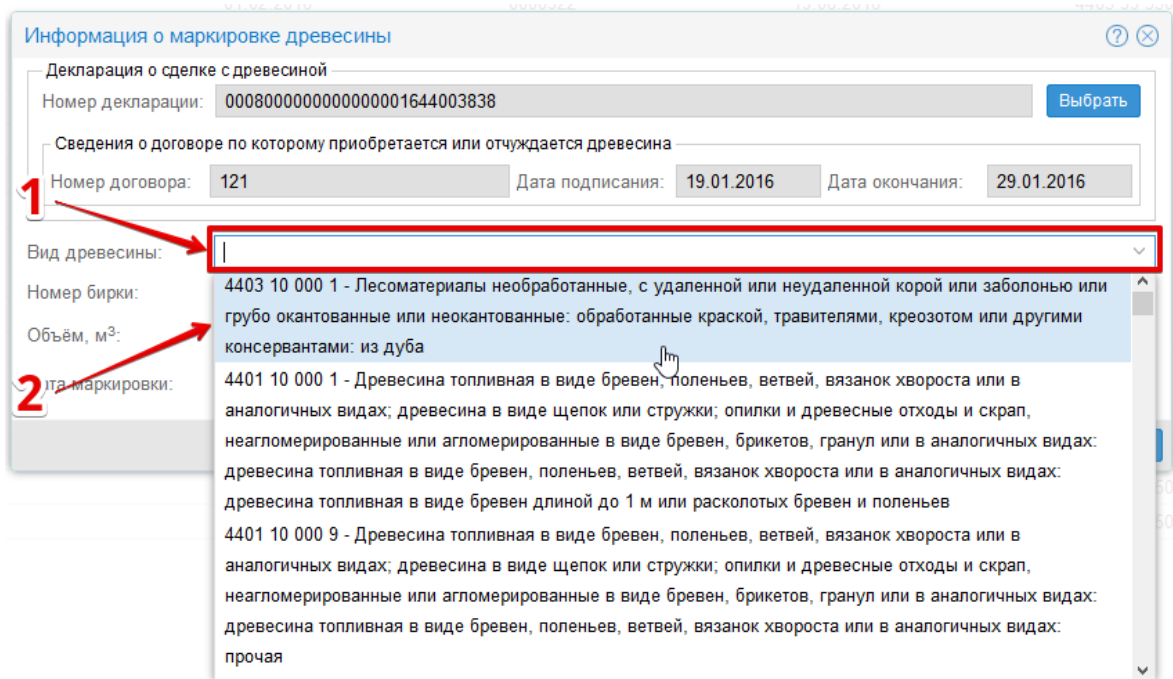 01.02.2016 0000522 15.06.2016
Информация о маркировке древесины
Декларация о сделке с древесиной
Номер декларации: 0008000000000000001644003838 Выбрать
Сведения о договоре по которому приобретается или отчуждается древесина
Номер договора: 121 Дата подписания: 19.01.2016 Дата окончания: 29.01.2016
1
Вид древесины:
4403 10 000 1 - Лесоматериалы необработанные, с удаленной или неудаленной корой или заболонью или
Номер бирки:
грубо окантованные или неокантованные: обработанные краской, травителями, креозотом или другими
Объём, м³:
консервантами: из дуба
2
маркировки:
4401 10 000 1 - Древесина топливная в виде бревен, поленьев, ветвей, вязанок хвороста или в
аналогичных видах; древесина в виде щепок или стружки; опилки и древесные отходы и скрап,
неагломерированные или агломерированные в виде бревен, брикетов, гранул или в аналогичных видах:
древесина топливная в виде бревен, поленьев, ветвей, вязанок хвороста или в аналогичных видах:
древесина топливная в виде бревен длиной до 1 м или расколотых бревен и поленьев
4401 10 000 9 - Древесина топливная в виде бревен, поленьев, ветвей, вязанок хвороста или в
аналогичных видах; древесина в виде щепок или стружки; опилки и древесные отходы и скрап,
неагломерированные или агломерированные в виде бревен, брикетов, гранул или в аналогичных видах:
древесина топливная в виде бревен, поленьев, ветвей, вязанок хвороста или в аналогичных видах:
прочая